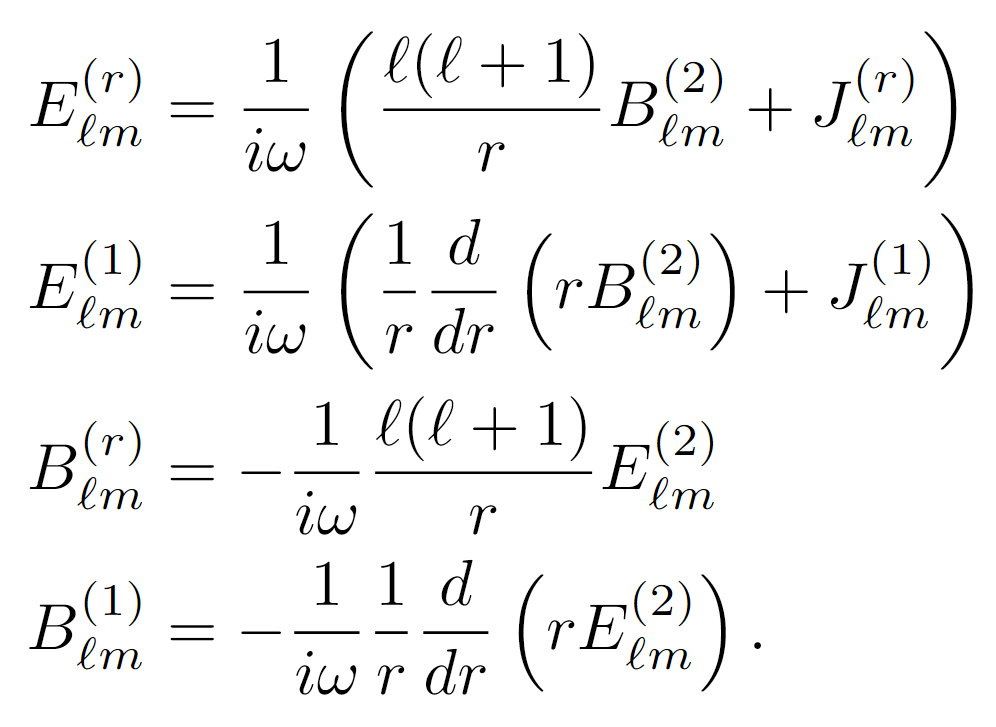 E_{\ell m}^{(r)} = \frac{1}{i\omega} \left( \frac{\ell(\ell+1)}{r} B_{\ell m}^{(2)} + J_{\ell m}^{(r)} \right)
E_{\ell m}^{(1)} = \frac{1}{i\omega} \left( \frac{1}{r} \frac{d}{dr} \left( r B_{\ell m}^{(2)} \right) + J_{\ell m}^{(1)} \right)
B_{\ell m}^{(r)} = -\frac{1}{i\omega} \frac{\ell(\ell+1)}{r} E_{\ell m}^{(2)}
B_{\ell m}^{(1)} = -\frac{1}{i\omega} \frac{1}{r} \frac{d}{dr} \left( r E_{\ell m}^{(2)} \right).